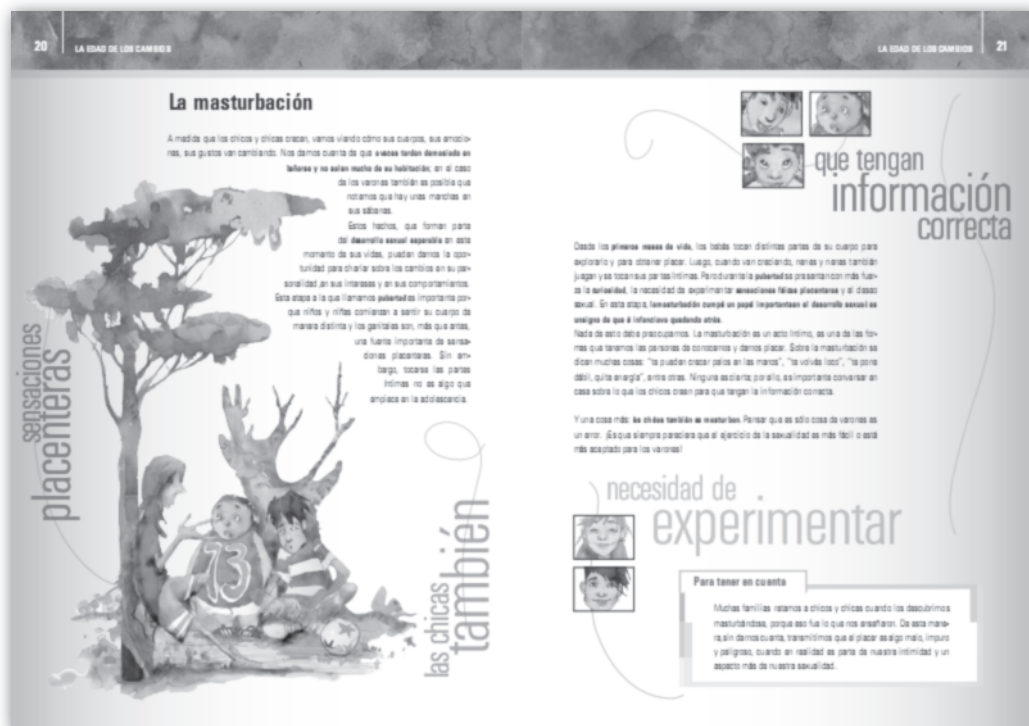 20
LA EDAD DE LOS CAMBIOS
La masturbación
A medida que los chicos y chicas crecen, vamos viendo cómo sus cuerpos, sus emocio-
nes, sus gustos van cambiando. Nos damos cuenta de que a veces tardan demasiado en
bañarse y no salen mucho de su habitación; en el caso
de los varones también es posible que
notemos que hay unas manchas en
sus sábanas.
Estos hechos, que forman parte
del desarrollo sexual esperable en este
momento de sus vidas, pueden darnos la opor-
tunidad para charlar sobre los cambios en su per-
sonalidad, en sus intereses y en sus comportamientos.
Esta etapa a la que llamamos pubertad es importante por-
que niños y niñas comienzan a sentir su cuerpo de
manera distinta y los genitales son, más que antes,
una fuente importante de sensa-
ciones placenteras. Sin em-
bargo, tocarse las partes
íntimas no es algo que
empiece en la adolescencia.
sensaciones
placenteras
73
las chicas
también
LA EDAD DE LOS CAMBIOS
21
que tengan
información
correcta
Desde los primeros meses de vida, los bebés tocan distintas partes de su cuerpo para
explorarlo y para obtener placer. Luego, cuando van creciendo, nenes y nenas también
juegan y se tocan sus partes íntimas. Pero durante la pubertad se presentan con más fuer-
za la curiosidad, la necesidad de experimentar sensaciones físicas placenteras y el deseo
sexual. En esta etapa, la masturbación cumple un papel importante en el desarrollo sexual es
un signo de que la infancia va quedando atrás.
Nada de esto debe preocuparnos. La masturbación es un acto íntimo, es una de las for-
mas que tenemos las personas de conocernos y darnos placer. Sobre la masturbación se
dicen muchas cosas: "te pueden crecer pelos en las manos", "te volvés loco", "te pone
débil, quita energía", entre otras. Ninguna es cierta; por ello, es importante conversar en
casa sobre lo que los chicos creen para que tengan la información correcta.
Y una cosa más: las chicas también se masturban. Pensar que es sólo cosa de varones es
un error. ¡Es que siempre pareciera que el ejercicio de la sexualidad es más fácil o está
más aceptado para los varones!
necesidad de
experimentar
Para tener en cuenta
Muchas familias retamos a chicos y chicas cuando los descubrimos
masturbándose, porque eso fue lo que nos enseñaron. De esta mane-
ra, sin darnos cuenta, transmitimos que el placer es algo malo, impuro
y peligroso, cuando en realidad es parte de nuestra intimidad y un
aspecto más de nuestra sexualidad.